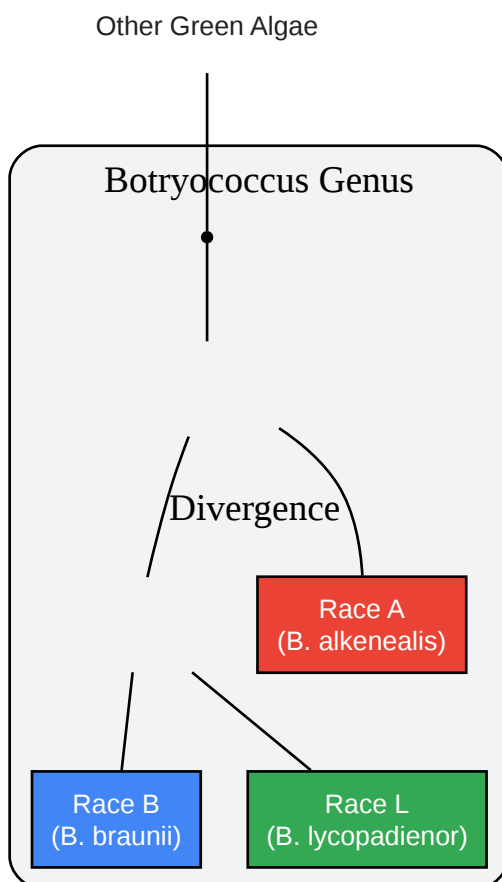 Other Green Algae
Botryococcus Genus
Divergence
Race A
(B. alkenealis)
Race B
(B. braunii)
Race L
(B. lycopadienor)